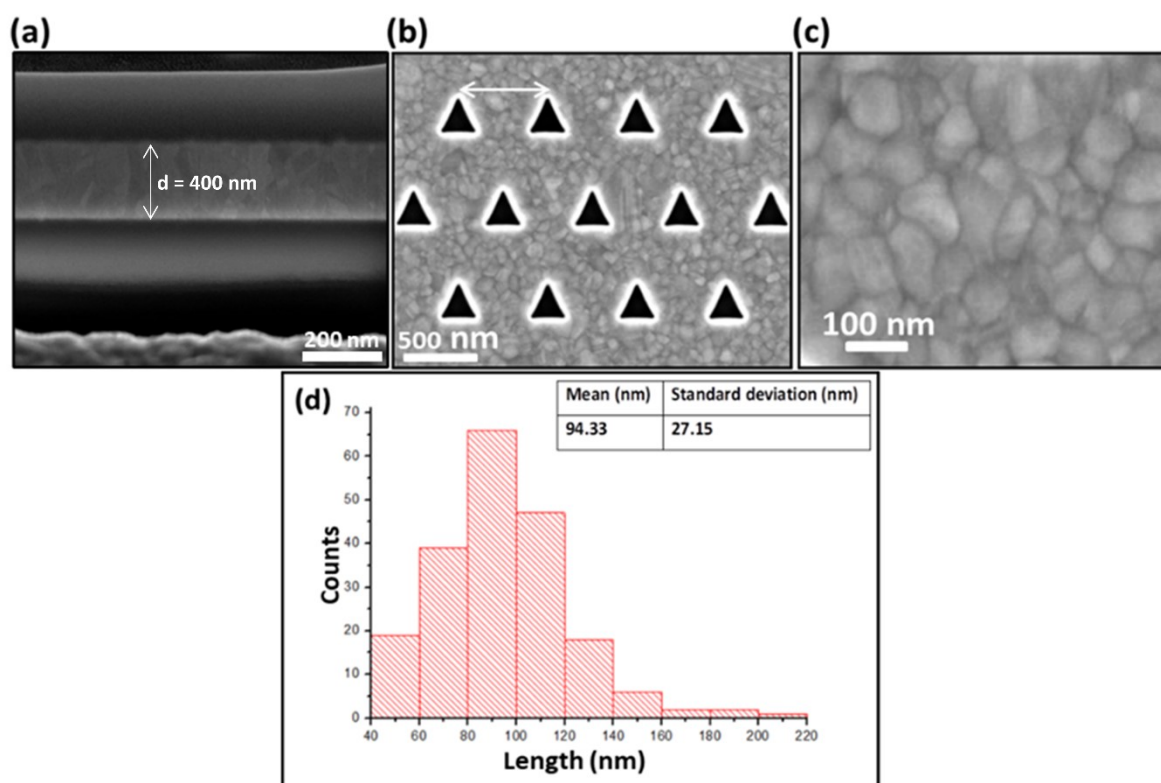 (a)
d = 400 nm
200 nm
(b)
500 nm
(c)
100 nm
(d)
Mean (nm) Standard deviation (nm)
94.33 27.15
Counts
70
60
50
40
30
20
10
0
40 60 80 100 120 140 160 180 200 220
Length (nm)